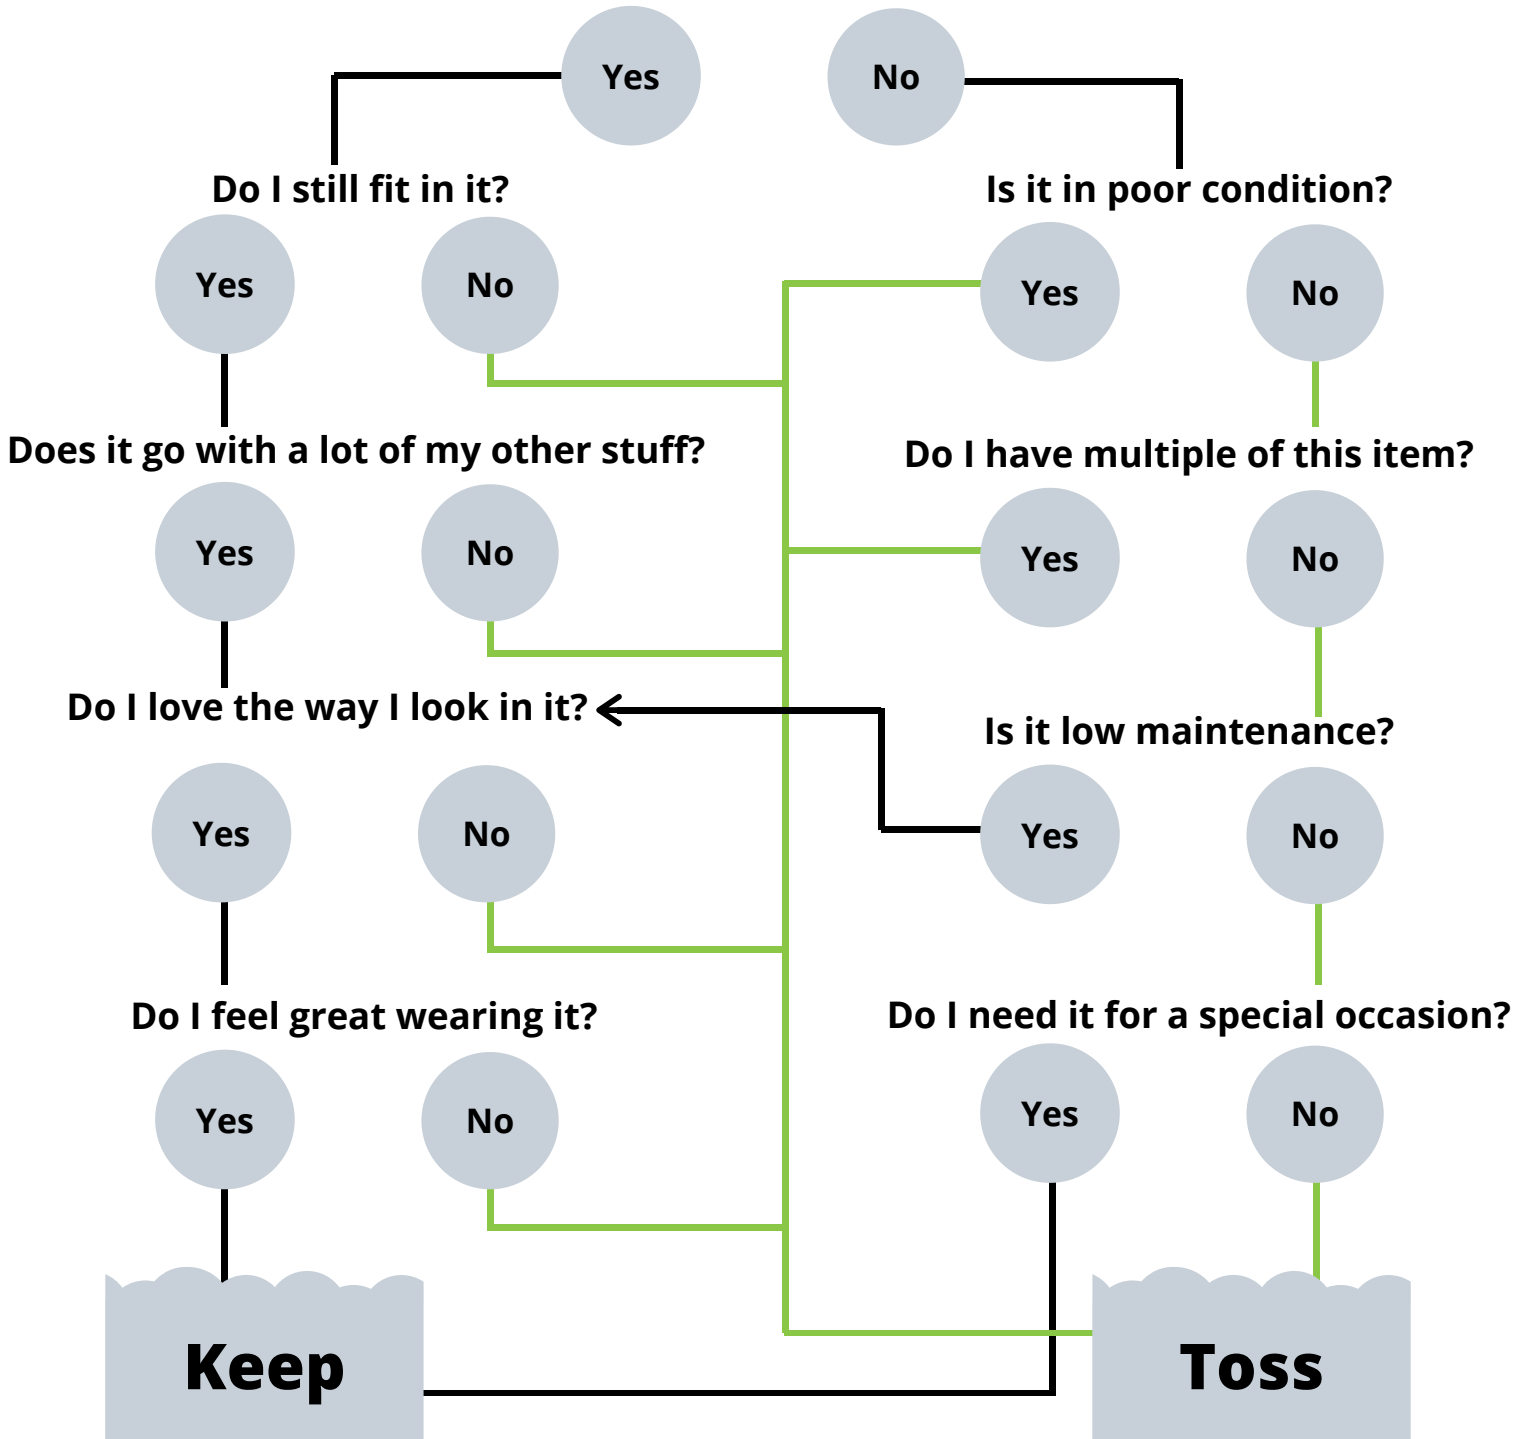 Yes
No
Do I still fit in it?
Is it in poor condition?
Yes
No
Yes
No
Does it go with a lot of my other stuff?
Do I have multiple of this item?
Yes
No
Yes
No
Do I love the way I look in it?
Is it low maintenance?
Yes
No
Yes
No
Do I feel great wearing it?
Do I need it for a special occasion?
Yes
No
Yes
No
Keep
Toss